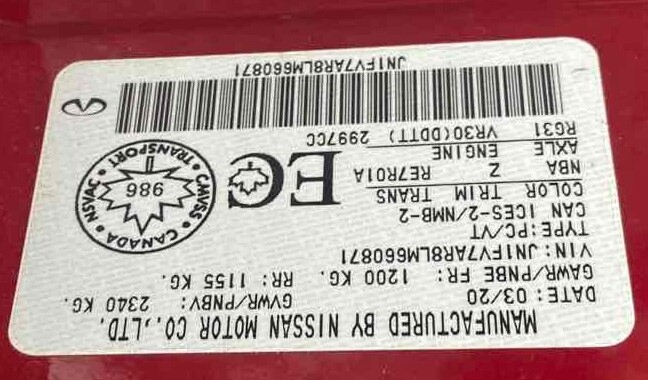 MANUFACTURED BY NISSAN MOTOR CO.,LTD.
DATE: 03/20 GVWR/PNBV: 2340 KG.
GAWR/PNBE FR: 1200 KG. RR: 1155 KG.
VIN: JN1FV7AR8LM660871
TYPE: PC/VT
CAN ICES-2/NMB-2
COLOR TRIM TRANS
NBA Z RE7R01A
AXLE ENGINE
RG31 VR30(DDTT) 2997CC
EC
NSVAC • TRANSPORT • CMVSS • CANADA •
986
JN1FV7AR8LM660871